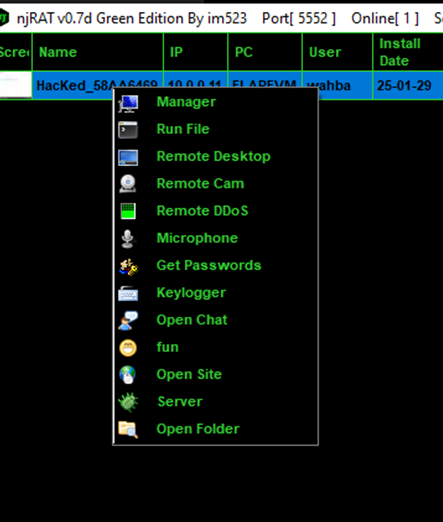 njRAT v0.7d Green Edition By im523 Port[ 5552 ] Online[ 1 ]
Name IP PC User Install Date
HacKed_58AA6469 10.0.0.11 FLAREVM wahba 25-01-29
Manager
Run File
Remote Desktop
Remote Cam
Remote DDoS
Microphone
Get Passwords
Keylogger
Open Chat
fun
Open Site
Server
Open Folder